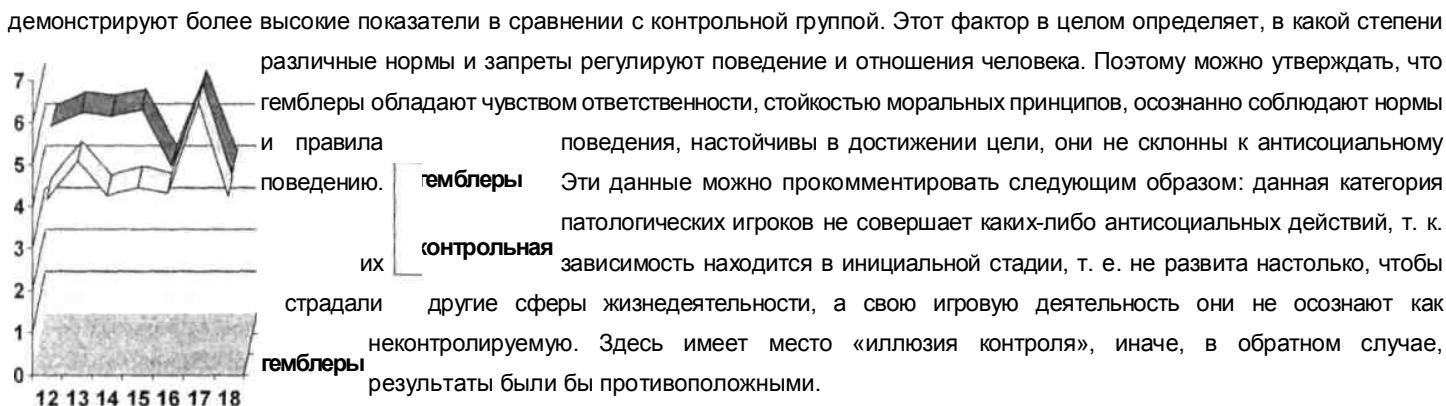 демонстрируют более высокие показатели в сравнении с контрольной группой. Этот фактор в целом определяет, в какой степени
различные нормы и запреты регулируют поведение и отношения человека. Поэтому можно утверждать, что
гемблеры обладают чувством ответственности, стойкостью моральных принципов, осознанно соблюдают нормы
и правила поведения, настойчивы в достижении цели, они не склонны к антисоциальному
поведению. Эти данные можно прокомментировать следующим образом: данная категория
патологических игроков не совершает каких-либо антисоциальных действий, т. к.
их зависимость находится в инициальной стадии, т. е. не развита настолько, чтобы
страдали другие сферы жизнедеятельности, а свою игровую деятельность они не осознают как
неконтролируемую. Здесь имеет место «иллюзия контроля», иначе, в обратном случае,
результаты были бы противоположными.
гемблеры
контрольная
гемблеры
7
6
5
4
3
2
1
0
12 13 14 15 16 17 18